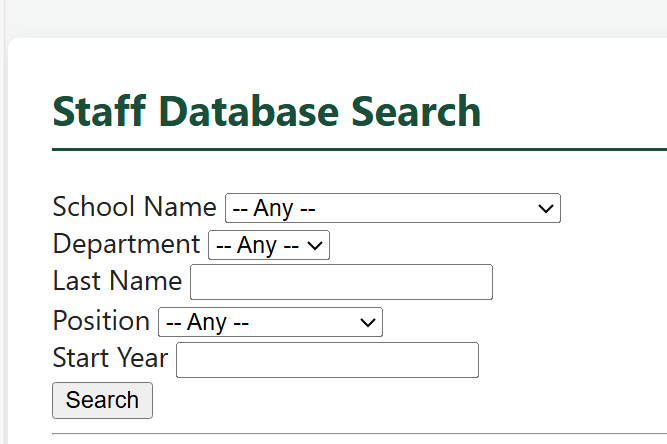 Staff Database Search
School Name -- Any --
Department -- Any --
Last Name
Position -- Any --
Start Year
Search